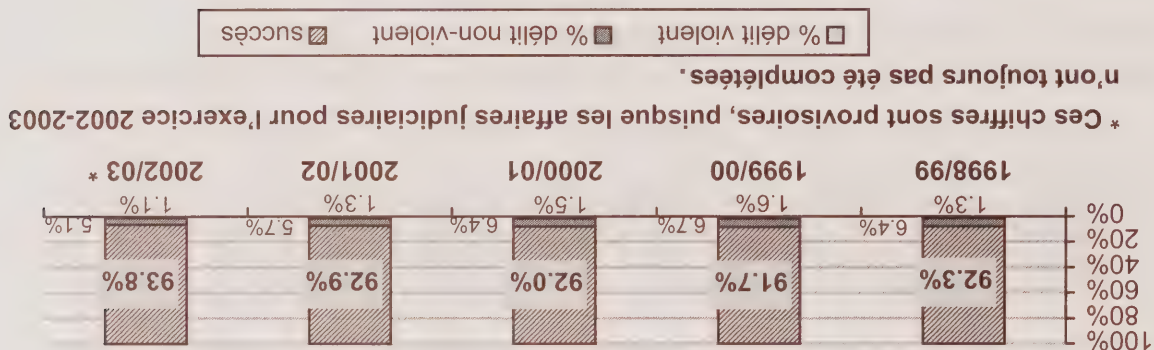 100%
80%
60%
40%
20%
0%
92.3% 91.7% 92.0% 92.9% 93.8%
6.4% 6.7% 6.4% 5.7% 5.1%
1.3% 1.6% 1.5% 1.3% 1.1%
1998/99 1999/00 2000/01 2001/02 2002/03 *
* Ces chiffres sont provisoires, puisque les affaires judiciaires pour l'exercice 2002-2003
n'ont toujours pas été complétées.
% délit violent % délit non-violent succès